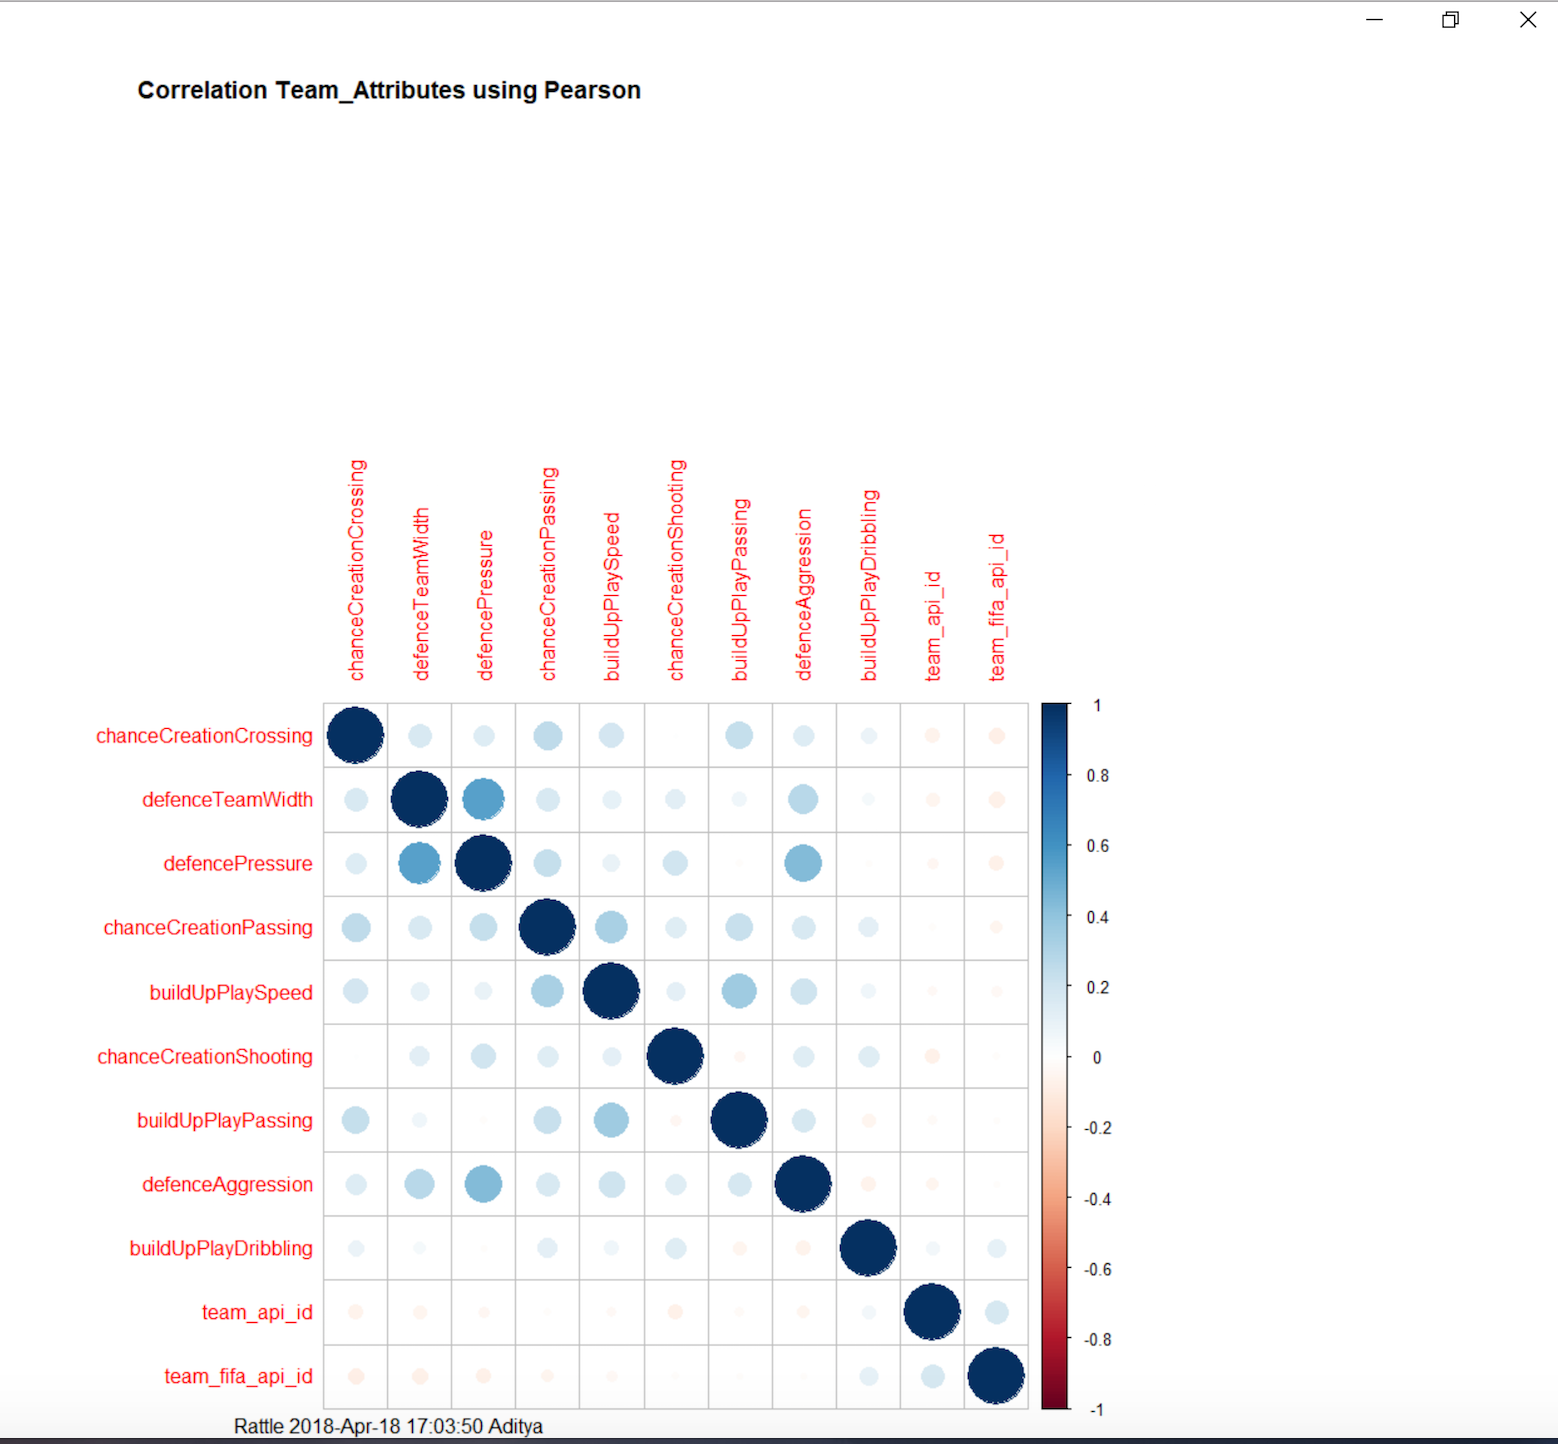 Correlation Team_Attributes using Pearson
chanceCreationCrossing
defenceTeamWidth
defencePressure
chanceCreationPassing
buildUpPlaySpeed
chanceCreationShooting
buildUpPlayPassing
defenceAggression
buildUpPlayDribbling
team_api_id
team_fifa_api_id
chanceCreationCrossing
defenceTeamWidth
defencePressure
chanceCreationPassing
buildUpPlaySpeed
chanceCreationShooting
buildUpPlayPassing
defenceAggression
buildUpPlayDribbling
team_api_id
team_fifa_api_id
1
0.8
0.6
0.4
0.2
0
-0.2
-0.4
-0.6
-0.8
-1
Rattle 2018-Apr-18 17:03:50 Aditya